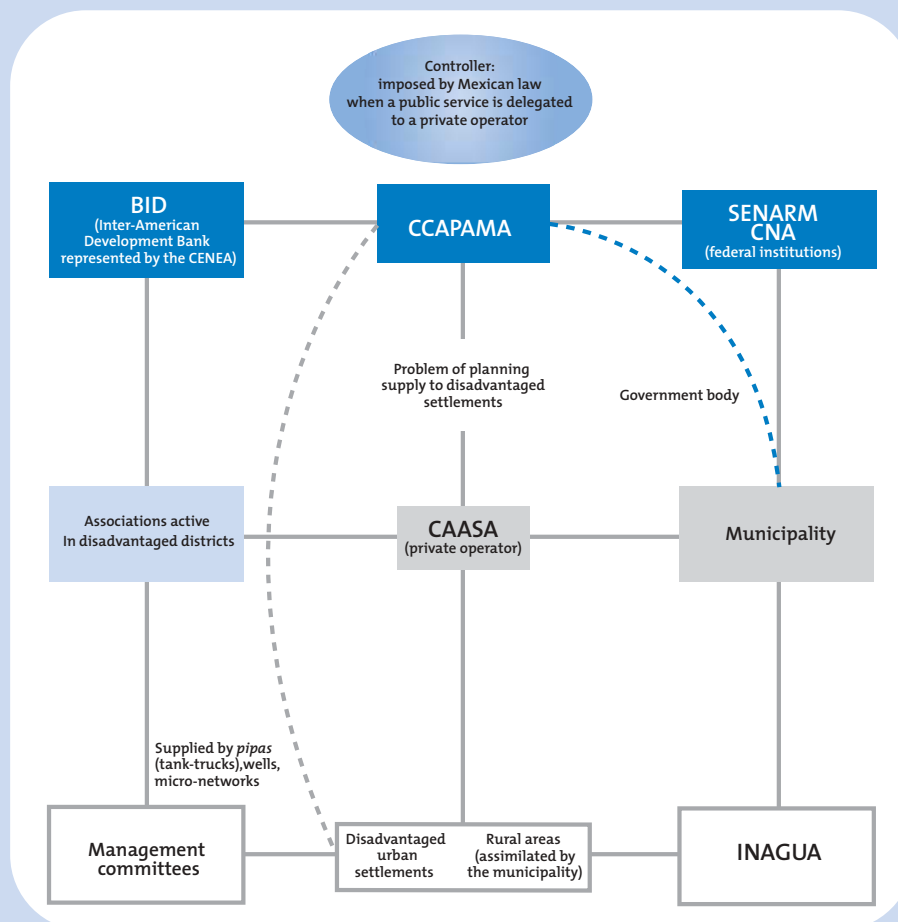 Controller:
imposed by Mexican law
when a public service is delegated
to a private operator
BID
(Inter-American
Development Bank
represented by the CENEA)
CCAPAMA
SENARM
CNA
(federal institutions)
Problem of planning
supply to disadvantaged
settlements
Government body
Associations active
In disadvantaged districts
CAASA
(private operator)
Municipality
Supplied by pipas
(tank-trucks),wells,
micro-networks
Management
committees
Disadvantaged
urban
settlements
Rural areas
(assimilated by
the municipality)
INAGUA